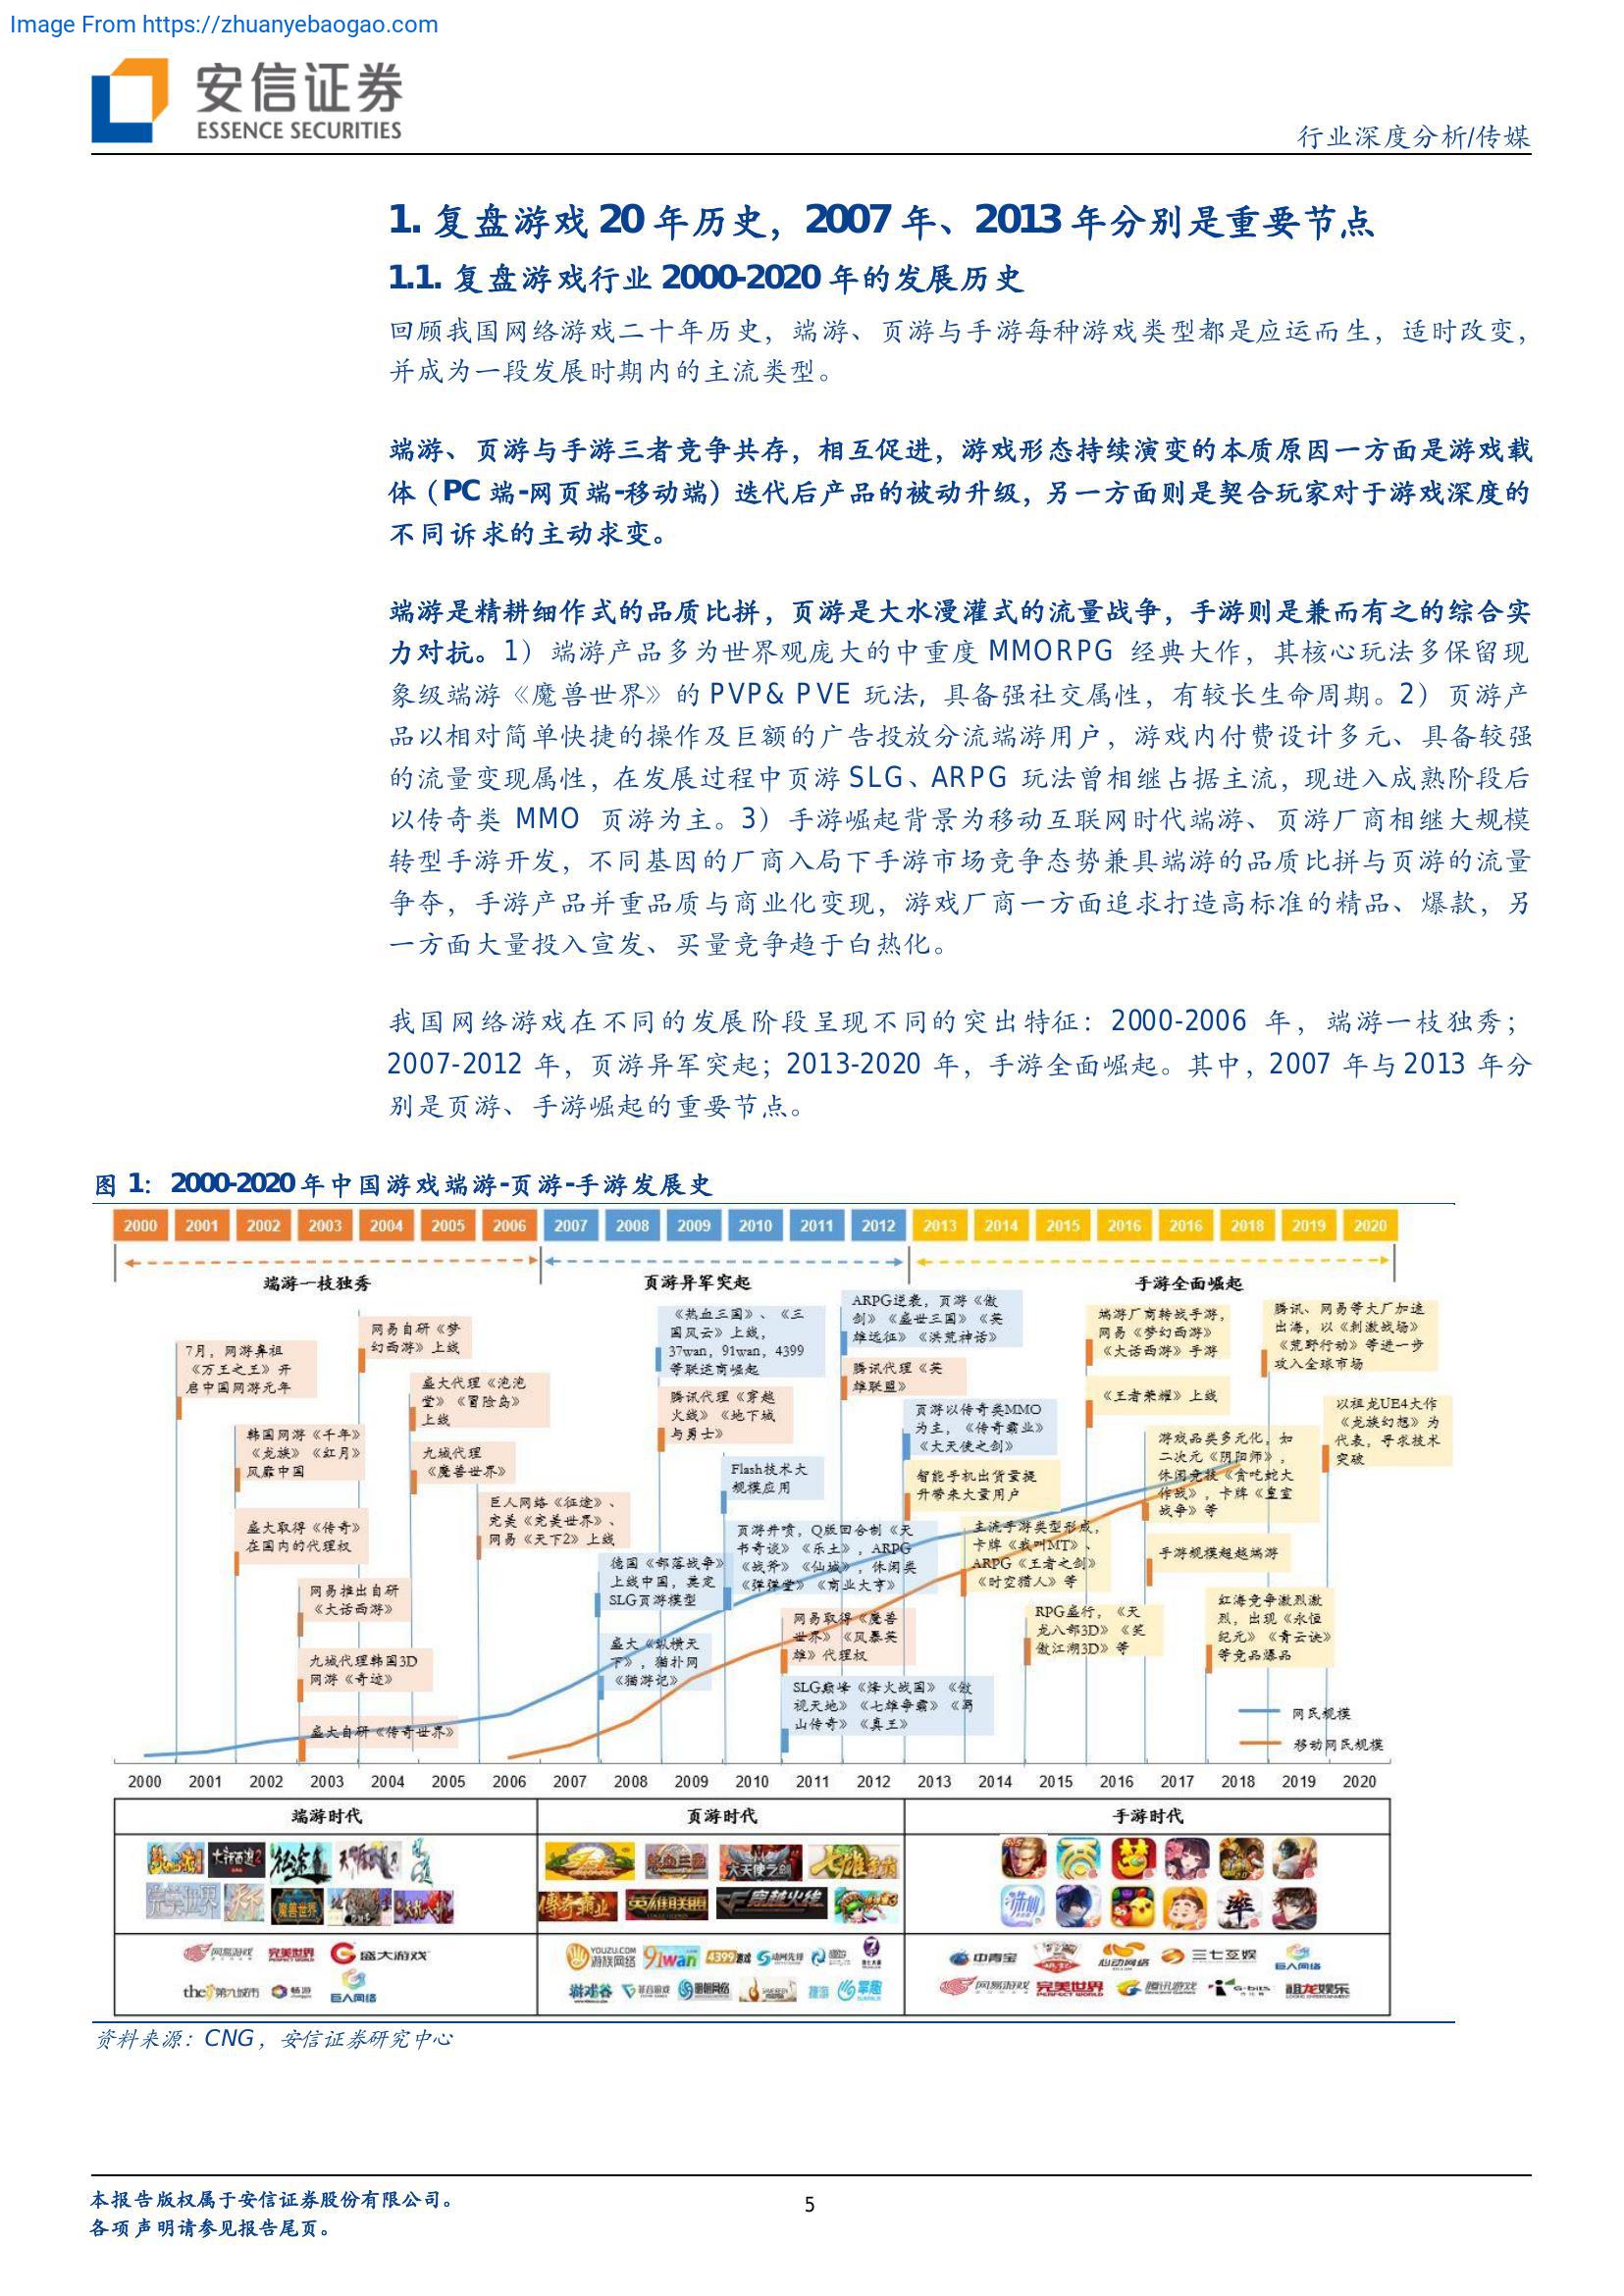 Image From https://zhuanyebaogao.com
安信证券
ESSENCE SECURITIES
行业深度分析/传媒
1. 复盘游戏 20 年历史，2007 年、2013 年分别是重要节点
1.1. 复盘游戏行业 2000-2020 年的发展历史
回顾我国网络游戏二十年历史，端游、页游与手游每种游戏类型都是应运而生，适时改变，
并成为一段发展时期内的主流类型。
端游、页游与手游三者竞争共存，相互促进，游戏形态持续演变的本质原因一方面是游戏载
体（PC 端-网页端-移动端）迭代后产品的被动升级，另一方面则是契合玩家对于游戏深度的
不同诉求的主动求变。
端游是精耕细作式的品质比拼，页游是大水漫灌式的流量战争，手游则是兼而有之的综合实
力对抗。1）端游产品多为世界观庞大的中重度 MMORPG 经典大作，其核心玩法多保留现
象级端游《魔兽世界》的 PVP& PVE 玩法，具备强社交属性，有较长生命周期。2）页游产
品以相对简单快捷的操作及巨额的广告投放分流端游用户，游戏内付费设计多元、具备较强
的流量变现属性，在发展过程中页游 SLG、ARPG 玩法曾相继占据主流，现进入成熟阶段后
以传奇类 MMO 页游为主。3）手游崛起背景为移动互联网时代端游、页游厂商相继大规模
转型手游开发，不同基因的厂商入局下手游市场竞争态势兼具端游的品质比拼与页游的流量
争夺，手游产品并重品质与商业化变现，游戏厂商一方面追求打造高标准的精品、爆款，另
一方面大量投入宣发、买量竞争趋于白热化。
我国网络游戏在不同的发展阶段呈现不同的突出特征：2000-2006 年，端游一枝独秀；
2007-2012 年，页游异军突起；2013-2020 年，手游全面崛起。其中，2007 年与 2013 年分
别是页游、手游崛起的重要节点。
图 1：2000-2020 年中国游戏端游-页游-手游发展史
2000 2001 2002 2003 2004 2005 2006 2007 2008 2009 2010 2011 2012 2013 2014 2015 2016 2016 2018 2019 2020
端游一枝独秀
页游异军突起
手游全面崛起
7月，网游鼻祖
《万王之王》开
启中国网游元年
韩国网游《千年》
《龙族》《红月》
风靡中国
盛大取得《传奇》
在国内的代理权
网易推出自研
《大话西游》
九城代理韩国3D
网游《奇迹》
盛大自研《传奇世界》
网易自研《梦
幻西游》上线
盛大代理《泡泡
堂》《冒险岛》
上线
九城代理
《魔兽世界》
巨人网络《征途》、
完美《完美世界》、
网易《天下2》上线
德国《部落战争》
上线中国，奠定
SLG页游模型
盛大《纵横天
下》，猫扑网
《猫游记》
《热血三国》、《三
国风云》上线，
37wan，91wan，4399
等联运商崛起
腾讯代理《穿越
火线》《地下城
与勇士》
Flash技术大
规模应用
页游井喷，Q版回合制《天
书奇谈》《乐土》，ARPG
《战斧》《仙城》，休闲类
《弹弹堂》《商业大亨》
网易取得《魔兽
世界》《风暴英
雄》代理权
SLG巅峰《烽火战国》《傲
视天地》《七雄争霸》《蜀
山传奇》《真王》
ARPG逆袭，页游《傲
剑》《盛世三国》《英
雄远征》《洪荒神话》
腾讯代理《英
雄联盟》
页游以传奇类MMO
为主，《传奇霸业》
《大天使之剑》
智能手机出货量提
升带来大量用户
主流手游类型形成，
卡牌《我叫MT》、
ARPG《王者之剑》
《时空猎人》等
RPG盛行，《天
龙八部3D》《笑
傲江湖3D》等
端游厂商转战手游，
网易《梦幻西游》
《大话西游》手游
《王者荣耀》上线
游戏品类多元化，如
二次元《阴阳师》，
休闲竞技《贪吃蛇大
作战》，卡牌《皇室
战争》等
手游规模超越端游
红海竞争激烈激
烈，出现《永恒
纪元》《青云诀》
等竞品爆品
腾讯、网易等大厂加速
出海，以《刺激战场》
《荒野行动》等进一步
攻入全球市场
以祖龙UE4大作
《龙族幻想》为
代表，寻求技术
突破
网民规模
移动网民规模
2000 2001 2002 2003 2004 2005 2006 2007 2008 2009 2010 2011 2012 2013 2014 2015 2016 2017 2018 2019 2020
端游时代 页游时代 手游时代
大话西游2 征途
完美世界 魔兽世界
热血三国 大天使之剑
传奇霸业 英雄联盟 穿越火线
诛仙 率
网易游戏 完美世界 盛大游戏
the9 第九城市 畅游 巨人网络
YOUZU.COM 游族网络 91wan 4399游戏 动网先锋
游戏谷 掌趣
中青宝 心动网络 三七互娱 巨人网络
网易游戏 完美世界 腾讯游戏 G-bits 祖龙娱乐
资料来源：CNG，安信证券研究中心
本报告版权属于安信证券股份有限公司。
各项声明请参见报告尾页。
5